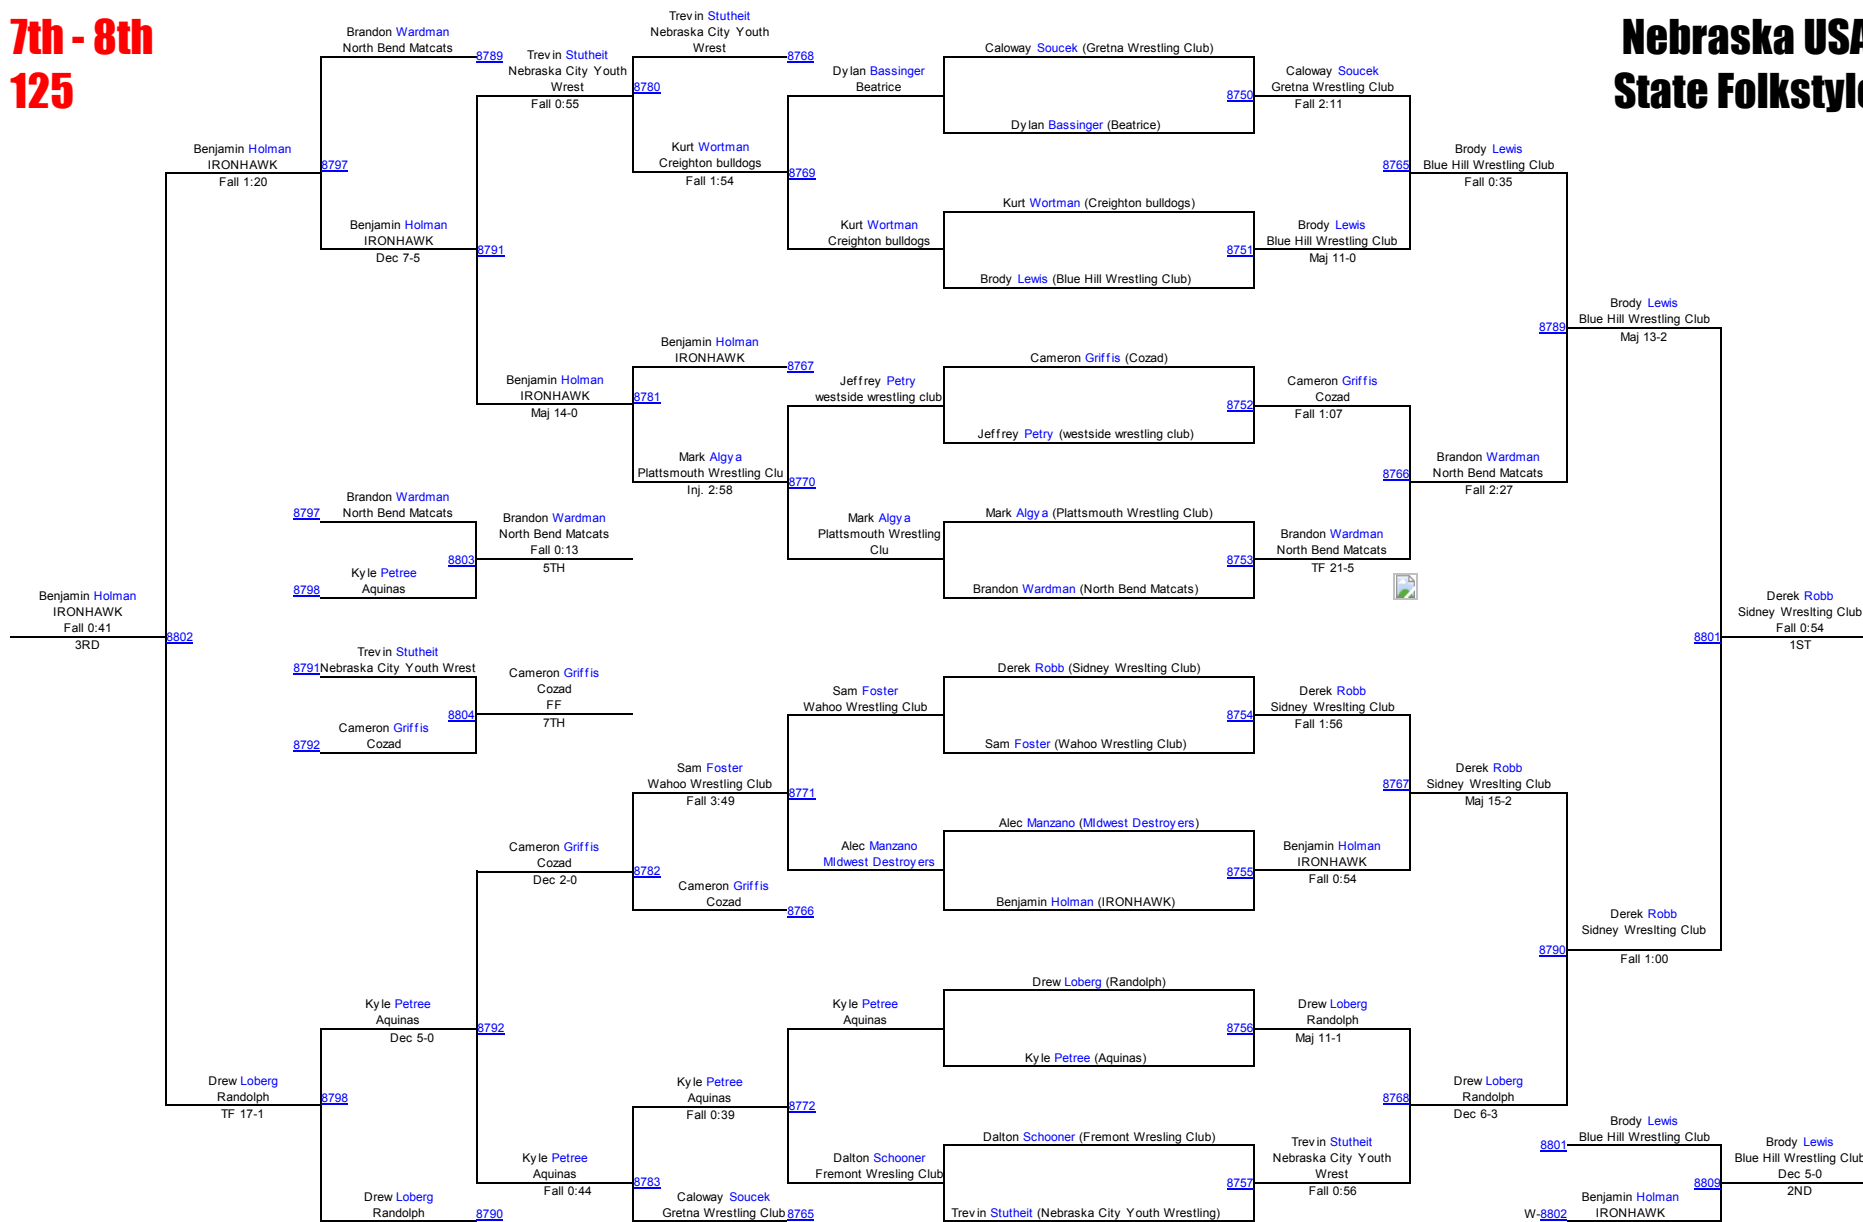 7th - 8th
125
Nebraska USA
State Folkstyle
Brandon Wardman
North Bend Matcats
8789
Benjamin Holman
IRONHAWK
Fall 1:20
8797
Benjamin Holman
IRONHAWK
Dec 7-5
8791
Trevin Stutheit
Nebraska City Youth
Wrest
Fall 0:55
8780
Trevin Stutheit
Nebraska City Youth
Wrest
8768
Kurt Wortman
Creighton bulldogs
Fall 1:54
8769
Dylan Bassinger
Beatrice
Kurt Wortman
Creighton bulldogs
Caloway Soucek (Gretna Wrestling Club)
8750
Dylan Bassinger (Beatrice)
Kurt Wortman (Creighton bulldogs)
8751
Brody Lewis (Blue Hill Wrestling Club)
Caloway Soucek
Gretna Wrestling Club
Fall 2:11
8765
Brody Lewis
Blue Hill Wrestling Club
Maj 11-0
Brody Lewis
Blue Hill Wrestling Club
Fall 0:35
8789
Brody Lewis
Blue Hill Wrestling Club
Maj 13-2
Benjamin Holman
IRONHAWK
Maj 14-0
8781
Benjamin Holman
IRONHAWK
8767
Mark Algya
Plattsmouth Wrestling Clu
Inj. 2:58
8770
Jeffrey Petry
westside wrestling club
Mark Algya
Plattsmouth Wrestling
Clu
Cameron Griffis (Cozad)
8752
Jeffrey Petry (westside wrestling club)
Mark Algya (Plattsmouth Wrestling Club)
8753
Brandon Wardman (North Bend Matcats)
Cameron Griffis
Cozad
Fall 1:07
8766
Brandon Wardman
North Bend Matcats
TF 21-5
Brandon Wardman
North Bend Matcats
Fall 2:27
8797
Brandon Wardman
North Bend Matcats
8803
8798
Kyle Petree
Aquinas
Brandon Wardman
North Bend Matcats
Fall 0:13
5TH
Benjamin Holman
IRONHAWK
Fall 0:41
3RD
8802
8791
Trevin Stutheit
Nebraska City Youth Wrest
8804
8792
Cameron Griffis
Cozad
Cameron Griffis
Cozad
FF
7TH
8801
Derek Robb
Sidney Wreslting Club
Fall 0:54
1ST
Derek Robb (Sidney Wreslting Club)
8754
Sam Foster (Wahoo Wrestling Club)
Sam Foster
Wahoo Wrestling Club
Derek Robb
Sidney Wreslting Club
Fall 1:56
Sam Foster
Wahoo Wrestling Club
Fall 3:49
8771
8767
Derek Robb
Sidney Wreslting Club
Maj 15-2
Alec Manzano (MIdwest Destroyers)
8755
Benjamin Holman (IRONHAWK)
Alec Manzano
MIdwest Destroyers
Benjamin Holman
IRONHAWK
Fall 0:54
Cameron Griffis
Cozad
Dec 2-0
8782
Cameron Griffis
Cozad
8766
Derek Robb
Sidney Wreslting Club
Fall 1:00
8790
Kyle Petree
Aquinas
Dec 5-0
8792
Kyle Petree
Aquinas
Drew Loberg (Randolph)
8756
Kyle Petree (Aquinas)
Drew Loberg
Randolph
Maj 11-1
Drew Loberg
Randolph
TF 17-1
8798
Kyle Petree
Aquinas
Fall 0:39
8772
8768
Drew Loberg
Randolph
Dec 6-3
Dalton Schooner (Fremont Wresling Club)
8757
Trevin Stutheit (Nebraska City Youth Wrestling)
Dalton Schooner
Fremont Wresling Club
Trevin Stutheit
Nebraska City Youth
Wrest
Fall 0:56
Kyle Petree
Aquinas
Fall 0:44
8783
Caloway Soucek
Gretna Wrestling Club
8765
Drew Loberg
Randolph
8790
8801
Brody Lewis
Blue Hill Wrestling Club
8809
W-8802
Benjamin Holman
IRONHAWK
Brody Lewis
Blue Hill Wrestling Club
Dec 5-0
2ND